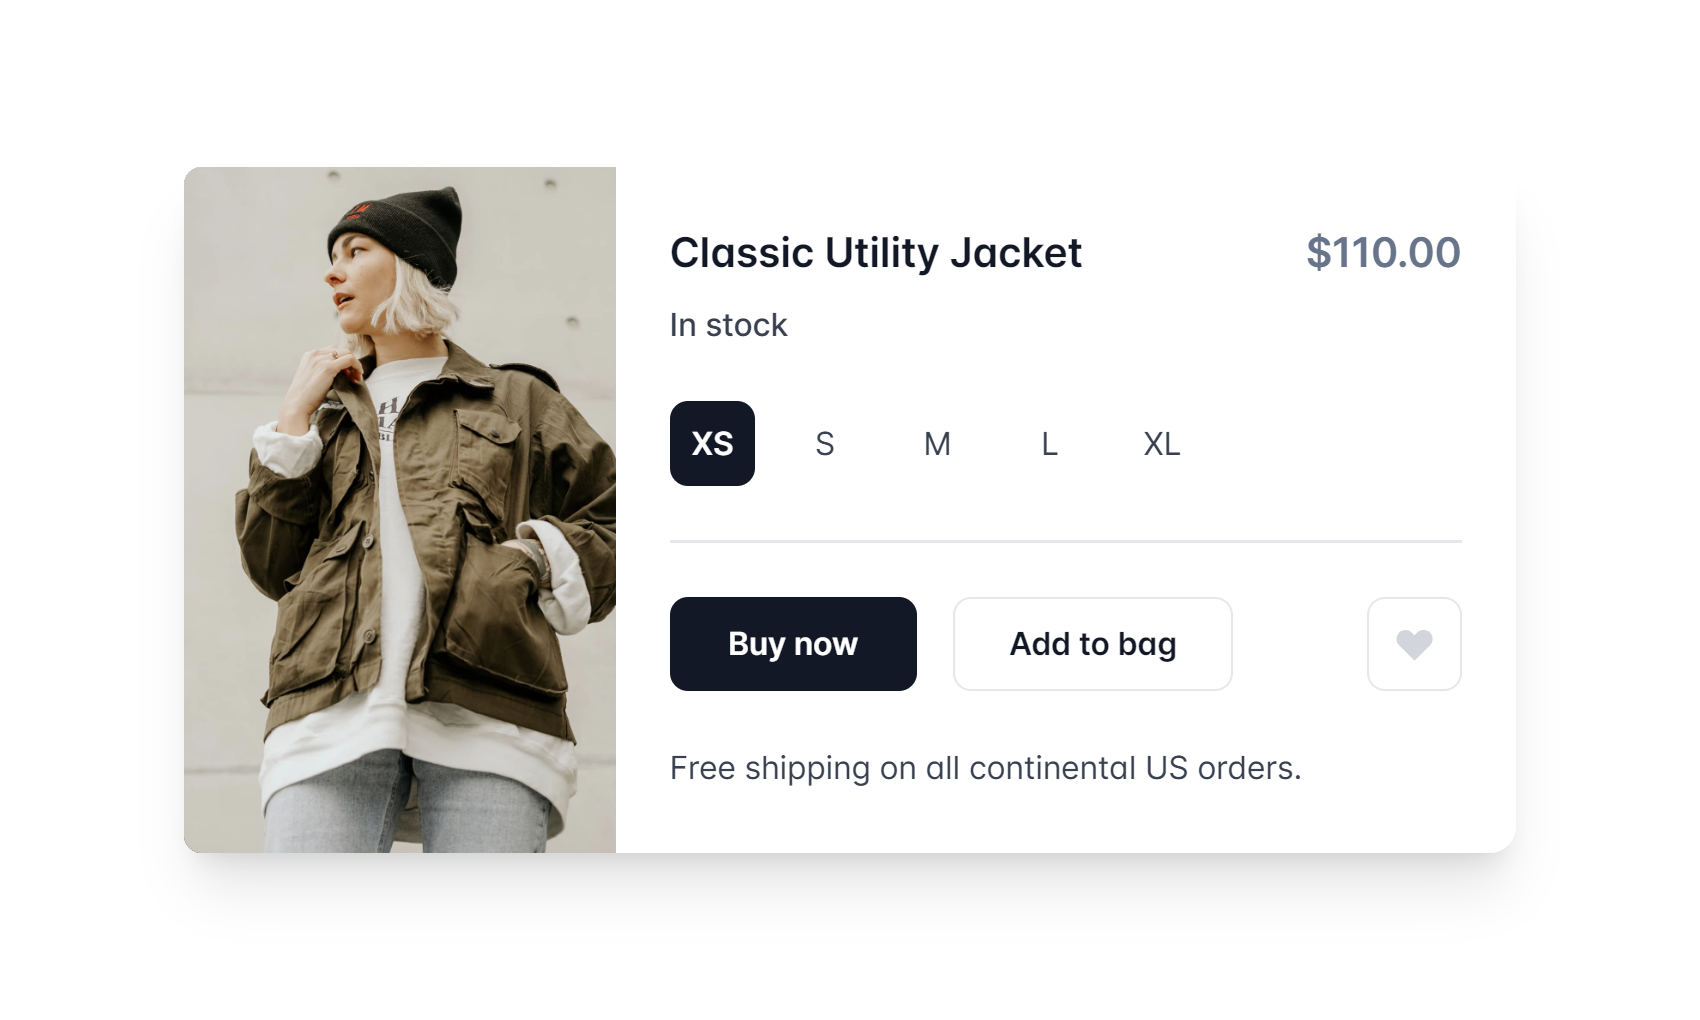 Classic Utility Jacket
$110.00
In stock
XS S M L XL
Buy now
Add to bag
Free shipping on all continental US orders.